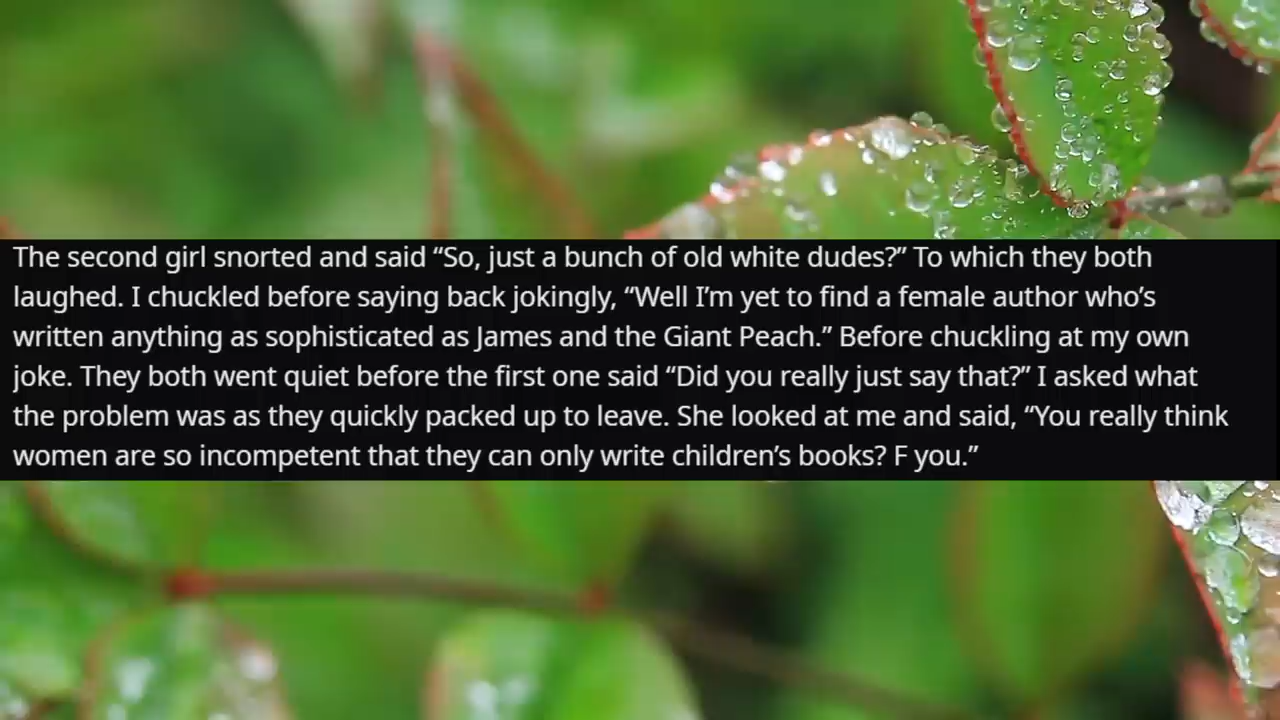 The second girl snorted and said “So, just a bunch of old white dudes?” To which they both
laughed. I chuckled before saying back jokingly, “Well I’m yet to find a female author who’s
written anything as sophisticated as James and the Giant Peach.” Before chuckling at my own
joke. They both went quiet before the first one said “Did you really just say that?” I asked what
the problem was as they quickly packed up to leave. She looked at me and said, “You really think
women are so incompetent that they can only write children’s books? F you.”